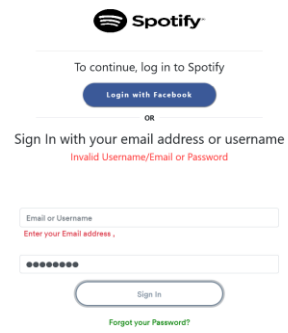 Spotify
To continue, log in to Spotify
Login with Facebook
OR
Sign In with your email address or username
Invalid Username/Email or Password
Email or Username
Enter your Email address ,
●●●●●●●●
Sign In
Forgot your Password?